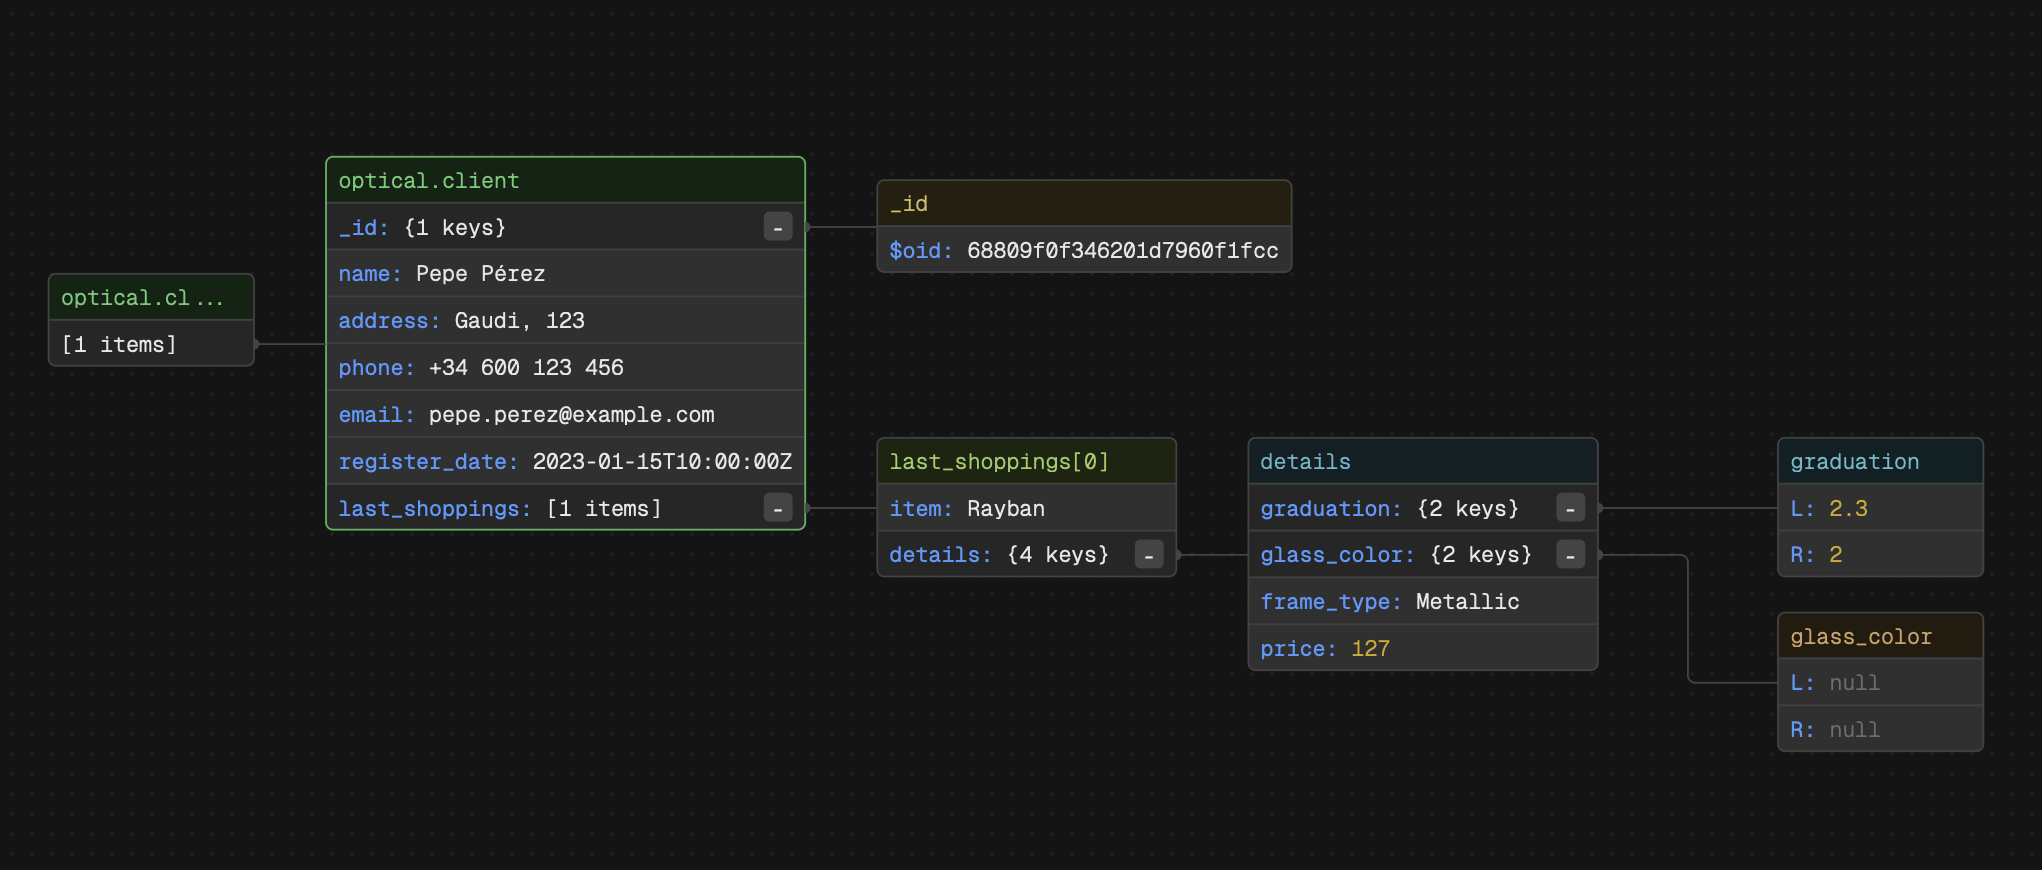 optical.cl...
[1 items]
optical.client
_id: {1 keys}
-
name: Pepe Pérez
address: Gaudi, 123
phone: +34 600 123 456
email: pepe.perez@example.com
register_date: 2023-01-15T10:00:00Z
last_shoppings: [1 items]
-
_id
$oid: 68809f0f346201d7960f1fcc
last_shoppings[0]
item: Rayban
details: {4 keys}
-
details
graduation: {2 keys}
-
glass_color: {2 keys}
-
frame_type: Metallic
price: 127
graduation
L: 2.3
R: 2
glass_color
L: null
R: null